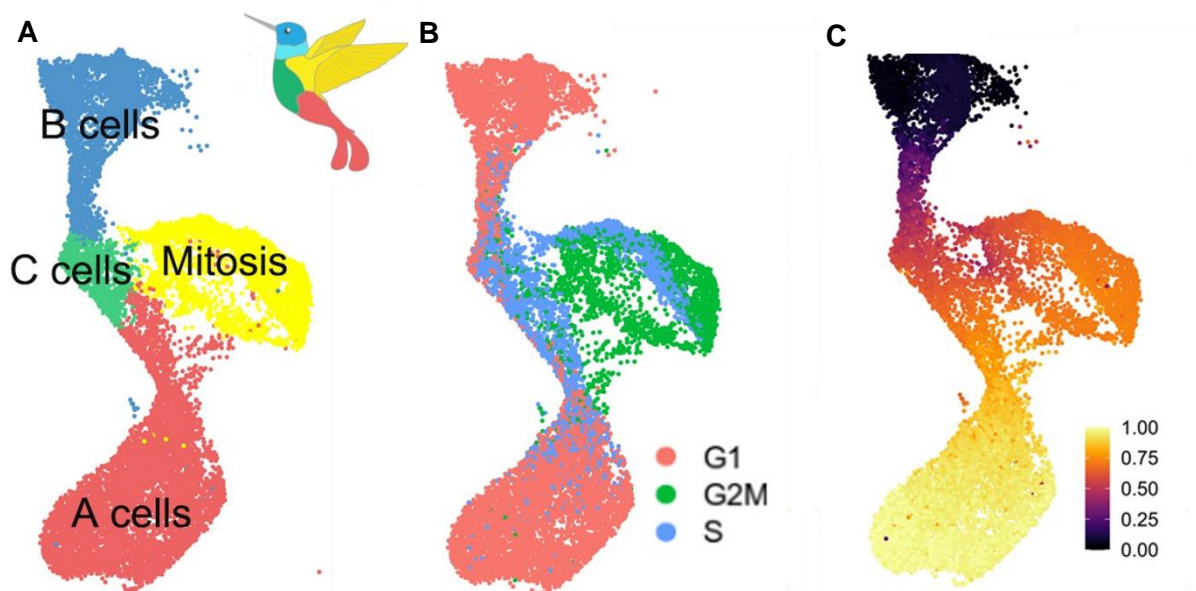 A
B
C
B cells
C cells
Mitosis
A cells
G1
G2M
S
1.00
0.75
0.50
0.25
0.00